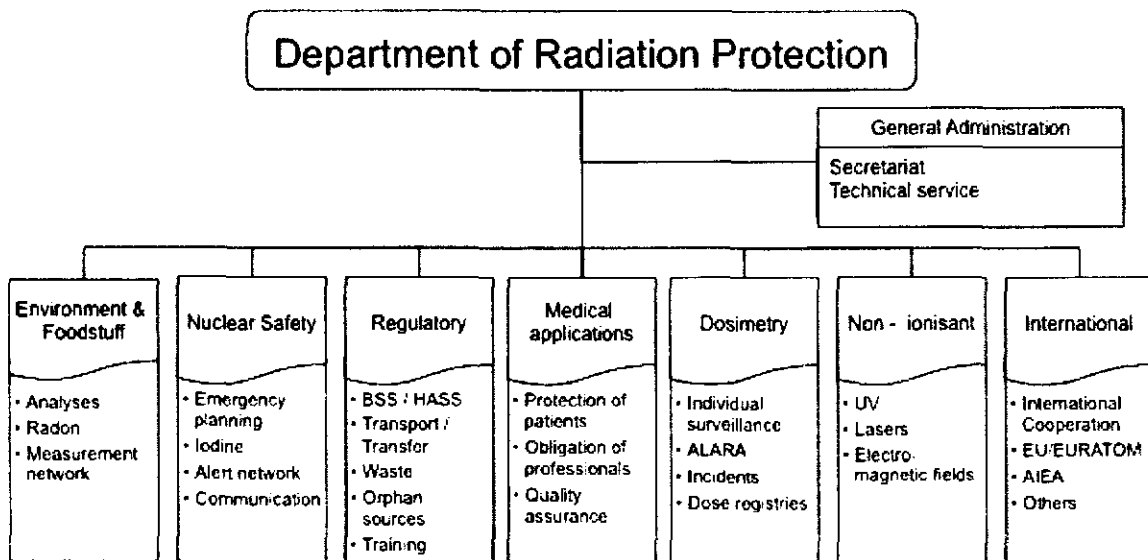 Department of Radiation Protection
General Administration
Secretariat
Technical service
Environment &
Foodstuff
• Analyses
• Radon
• Measurement
network
Nuclear Safety
• Emergency
planning
• Iodine
• Alert network
• Communication
Regulatory
• BSS / HASS
• Transport /
Transfer
• Waste
• Orphan
sources
• Training
Medical
applications
• Protection of
patients
• Obligation of
professionals
• Quality
assurance
Dosimetry
• Individual
surveillance
• ALARA
• Incidents
• Dose registries
Non - ionisant
• UV
• Lasers
• Electro-
magnetic fields
International
• International
Cooperation
• EU/EURATOM
• AIEA
• Others